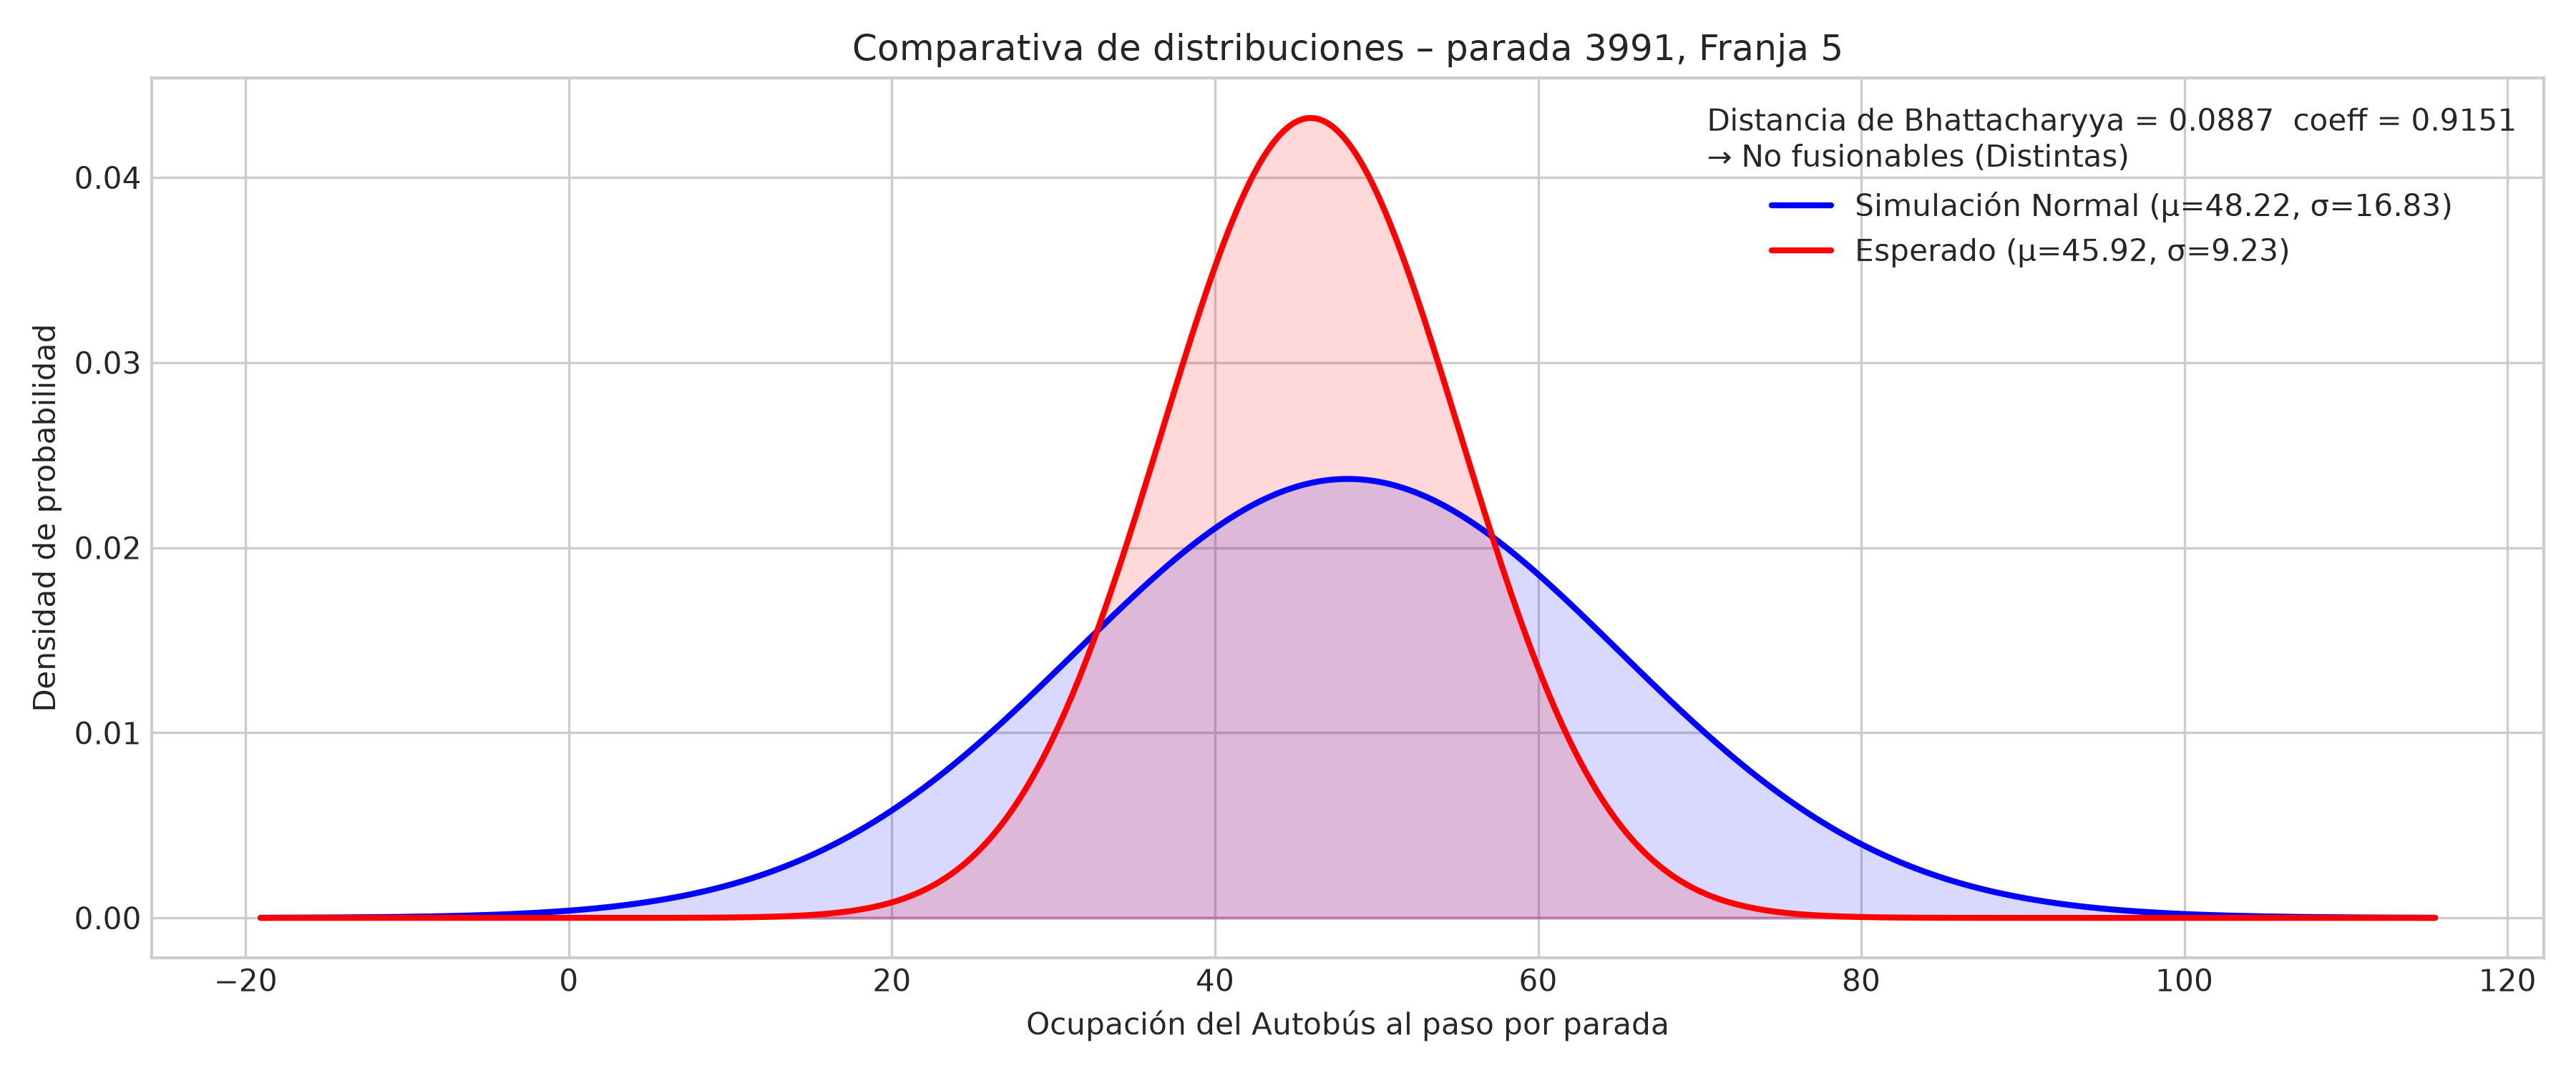 Comparativa de distribuciones – parada 3991, Franja 5
Distancia de Bhattacharyya = 0.0887  coeff = 0.9151
→ No fusionables (Distintas)
Simulación Normal (μ=48.22, σ=16.83)
Esperado (μ=45.92, σ=9.23)
Densidad de probabilidad
0.04
0.03
0.02
0.01
0.00
−20 0 20 40 60 80 100 120
Ocupación del Autobús al paso por parada